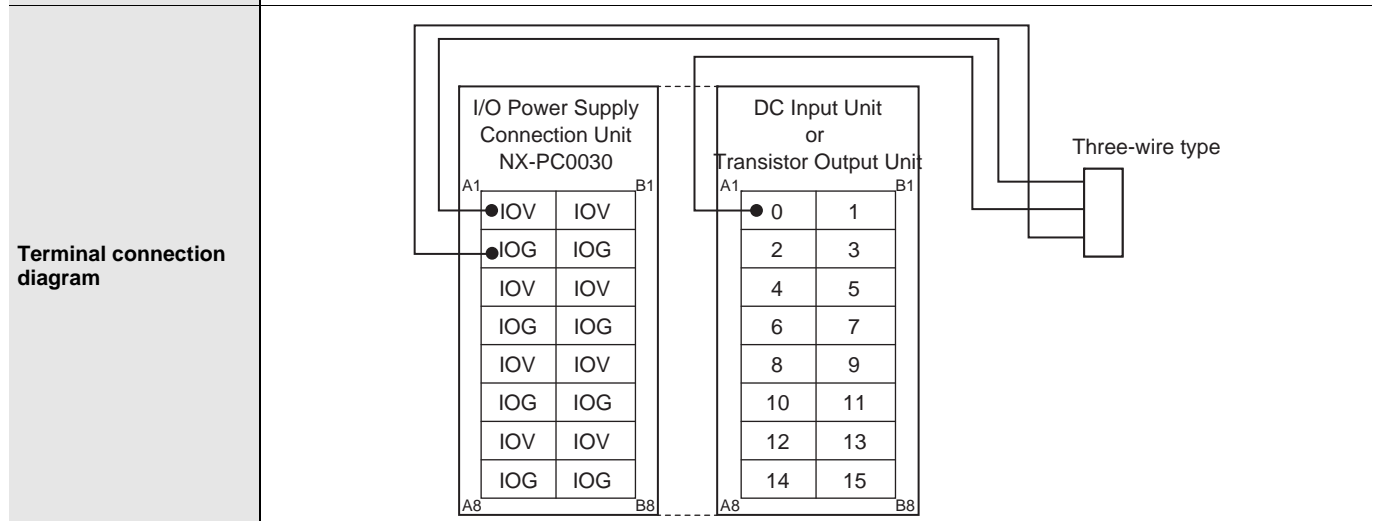 Terminal connection
diagram
I/O Power Supply
Connection Unit
NX-PC0030
A1 B1
IOV IOV
IOG IOG
IOV IOV
IOG IOG
IOV IOV
IOG IOG
IOV IOV
IOG IOG
A8 B8
DC Input Unit
or
Transistor Output Unit
A1 B1
0 1
2 3
4 5
6 7
8 9
10 11
12 13
14 15
A8 B8
Three-wire type